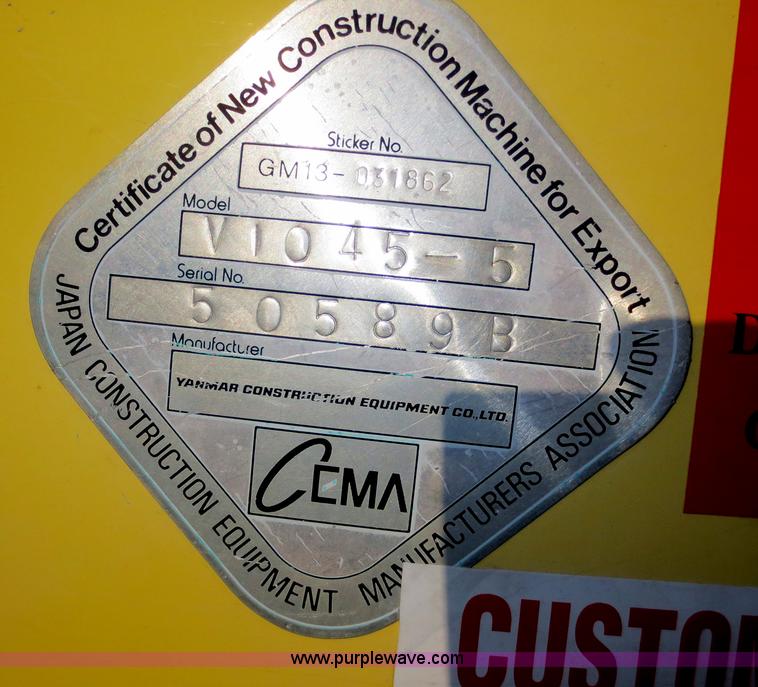 Certificate of New Construction Machine for Export
Sticker No.
GM13-031862
Model
VIO45-5
Serial No.
50589B
Manufacturer
YANMAR CONSTRUCTION EQUIPMENT CO.,LTD.
CEMA
JAPAN CONSTRUCTION EQUIPMENT MANUFACTURERS ASSOCIATION
D
CUSTO
www.purplewave.com